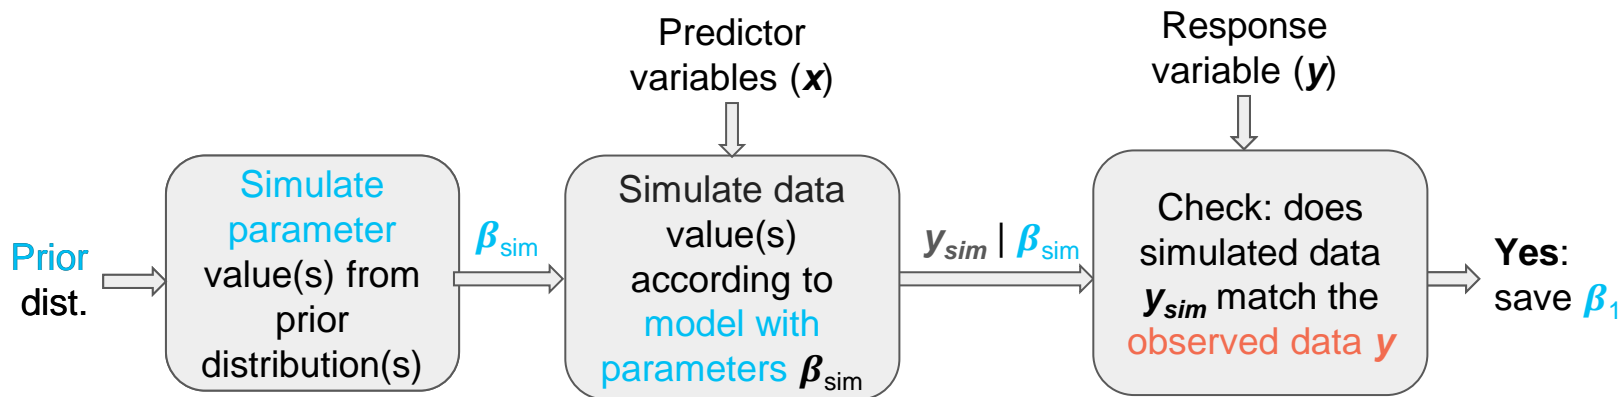 Prior
dist.
Simulate
parameter
value(s) from
prior
distribution(s)
βsim
Predictor
variables (x)
Simulate data
value(s)
according to
model with
parameters βsim
ysim | βsim
Response
variable (y)
Check: does
simulated data
ysim match the
observed data y
Yes:
save β1